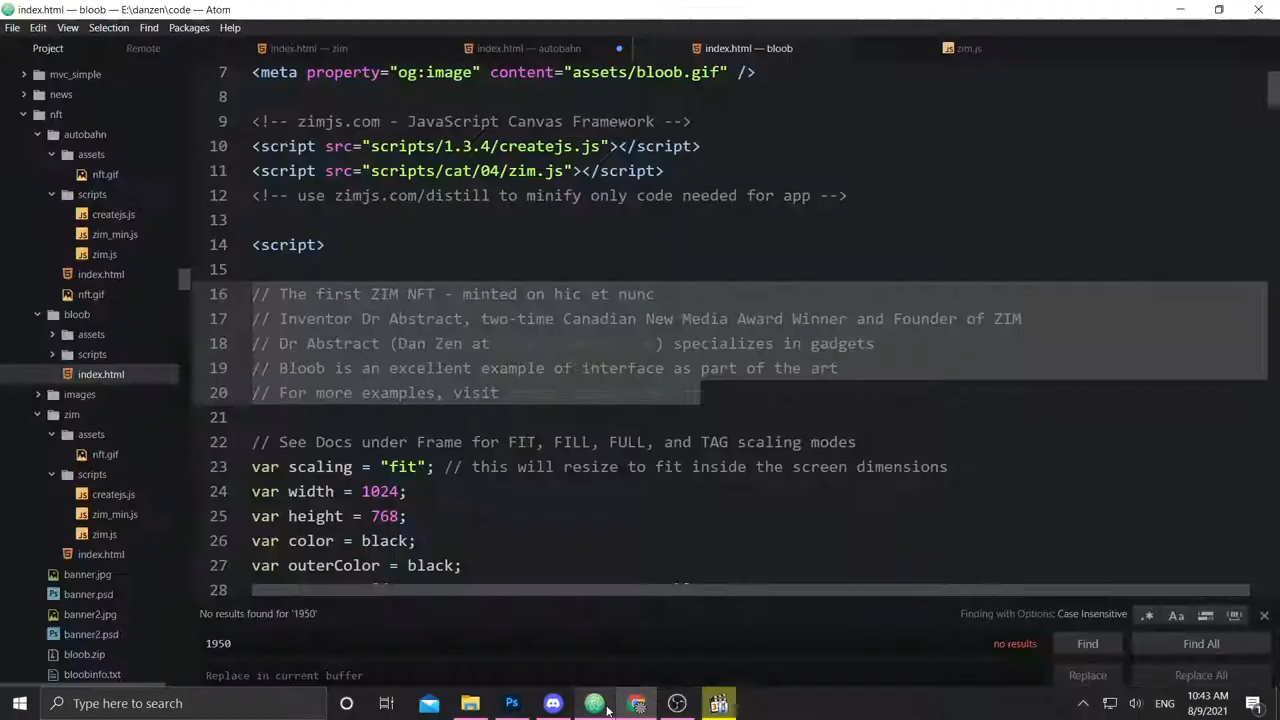 index.html — bloob — E:\danzen\code — Atom
File Edit View Selection Find Packages Help
Project Remote
index.html — zim index.html — autobahn index.html — bloob zim.js
mvc_simple
news
nft
autobahn
assets
nft.gif
scripts
createjs.js
zim_min.js
zim.js
index.html
nft.gif
bloob
assets
scripts
index.html
images
zim
assets
nft.gif
scripts
createjs.js
zim_min.js
zim.js
index.html
banner.jpg
banner.psd
banner2.jpg
banner2.psd
bloob.zip
bloobinfo.txt
7 <meta property="og:image" content="assets/bloob.gif" />
8
9 <!-- zimjs.com - JavaScript Canvas Framework -->
10 <script src="scripts/1.3.4/createjs.js"></script>
11 <script src="scripts/cat/04/zim.js"></script>
12 <!-- use zimjs.com/distill to minify only code needed for app -->
13
14 <script>
15
16 // The first ZIM NFT - minted on hic et nunc
17 // Inventor Dr Abstract, two-time Canadian New Media Award Winner and Founder of ZIM
18 // Dr Abstract (Dan Zen at ) specializes in gadgets
19 // Bloob is an excellent example of interface as part of the art
20 // For more examples, visit
21
22 // See Docs under Frame for FIT, FILL, FULL, and TAG scaling modes
23 var scaling = "fit"; // this will resize to fit inside the screen dimensions
24 var width = 1024;
25 var height = 768;
26 var color = black;
27 var outerColor = black;
28
No results found for '1950' Finding with Options: Case Insensitive .* Aa
1950 no results Find Find All
Replace in current buffer Replace Replace All
Type here to search
ENG
10:43 AM
8/9/2021